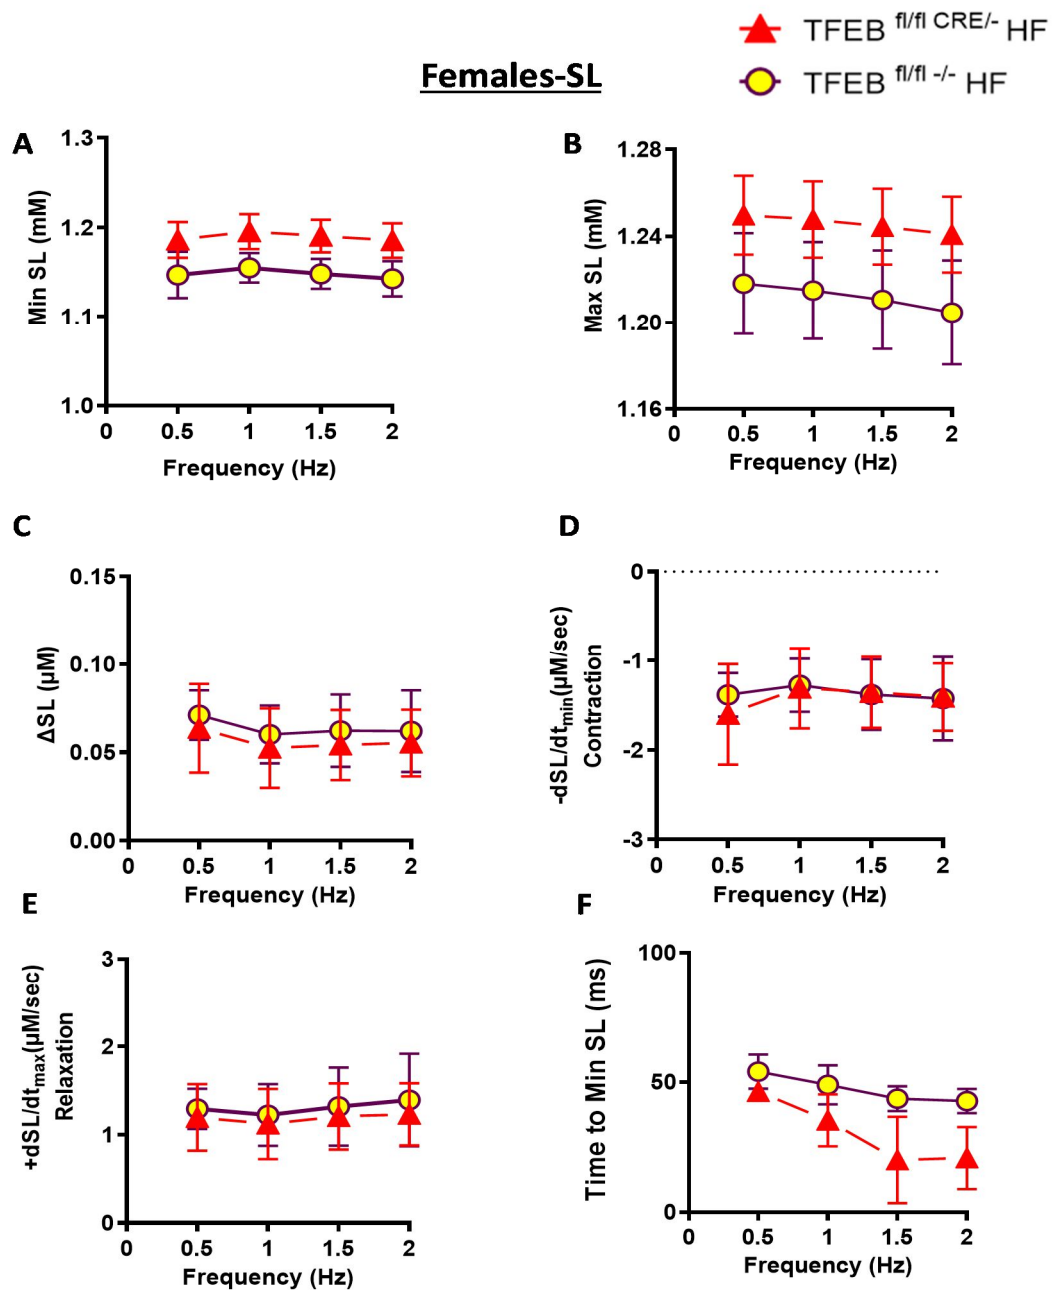 TFEB fl/fl CRE/- HF
TFEB fl/fl -/- HF
Females-SL
A
1.3
1.2
1.1
1.0
Min SL (mM)
0 0.5 1 1.5 2
Frequency (Hz)
B
1.28
1.24
1.20
1.16
Max SL (mM)
0 0.5 1 1.5 2
Frequency (Hz)
C
0.15
0.10
0.05
0.00
ΔSL (µM)
0 0.5 1 1.5 2
Frequency (Hz)
D
0
-1
-2
-3
-dSL/dtmin(µM/sec)
Contraction
0 0.5 1 1.5 2
Frequency (Hz)
E
3
2
1
0
+dSL/dtmax(µM/sec)
Relaxation
0 0.5 1 1.5 2
Frequency (Hz)
F
100
50
0
Time to Min SL (ms)
0 0.5 1 1.5 2
Frequency (Hz)